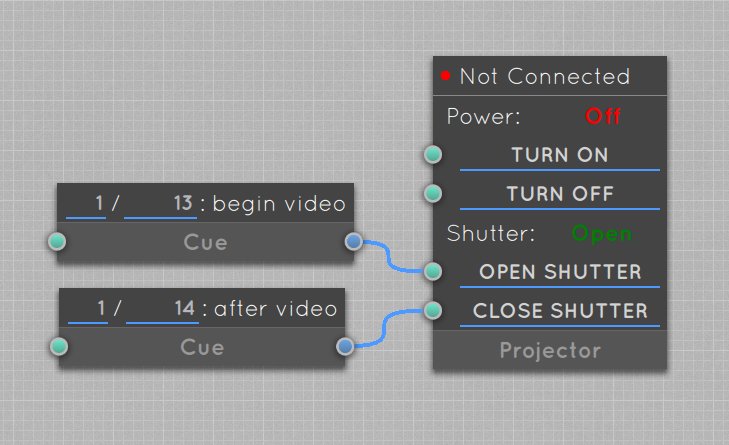 1 / 13 : begin video
Cue
1 / 14 : after video
Cue
Not Connected
Power: Off
TURN ON
TURN OFF
Shutter: Open
OPEN SHUTTER
CLOSE SHUTTER
Projector